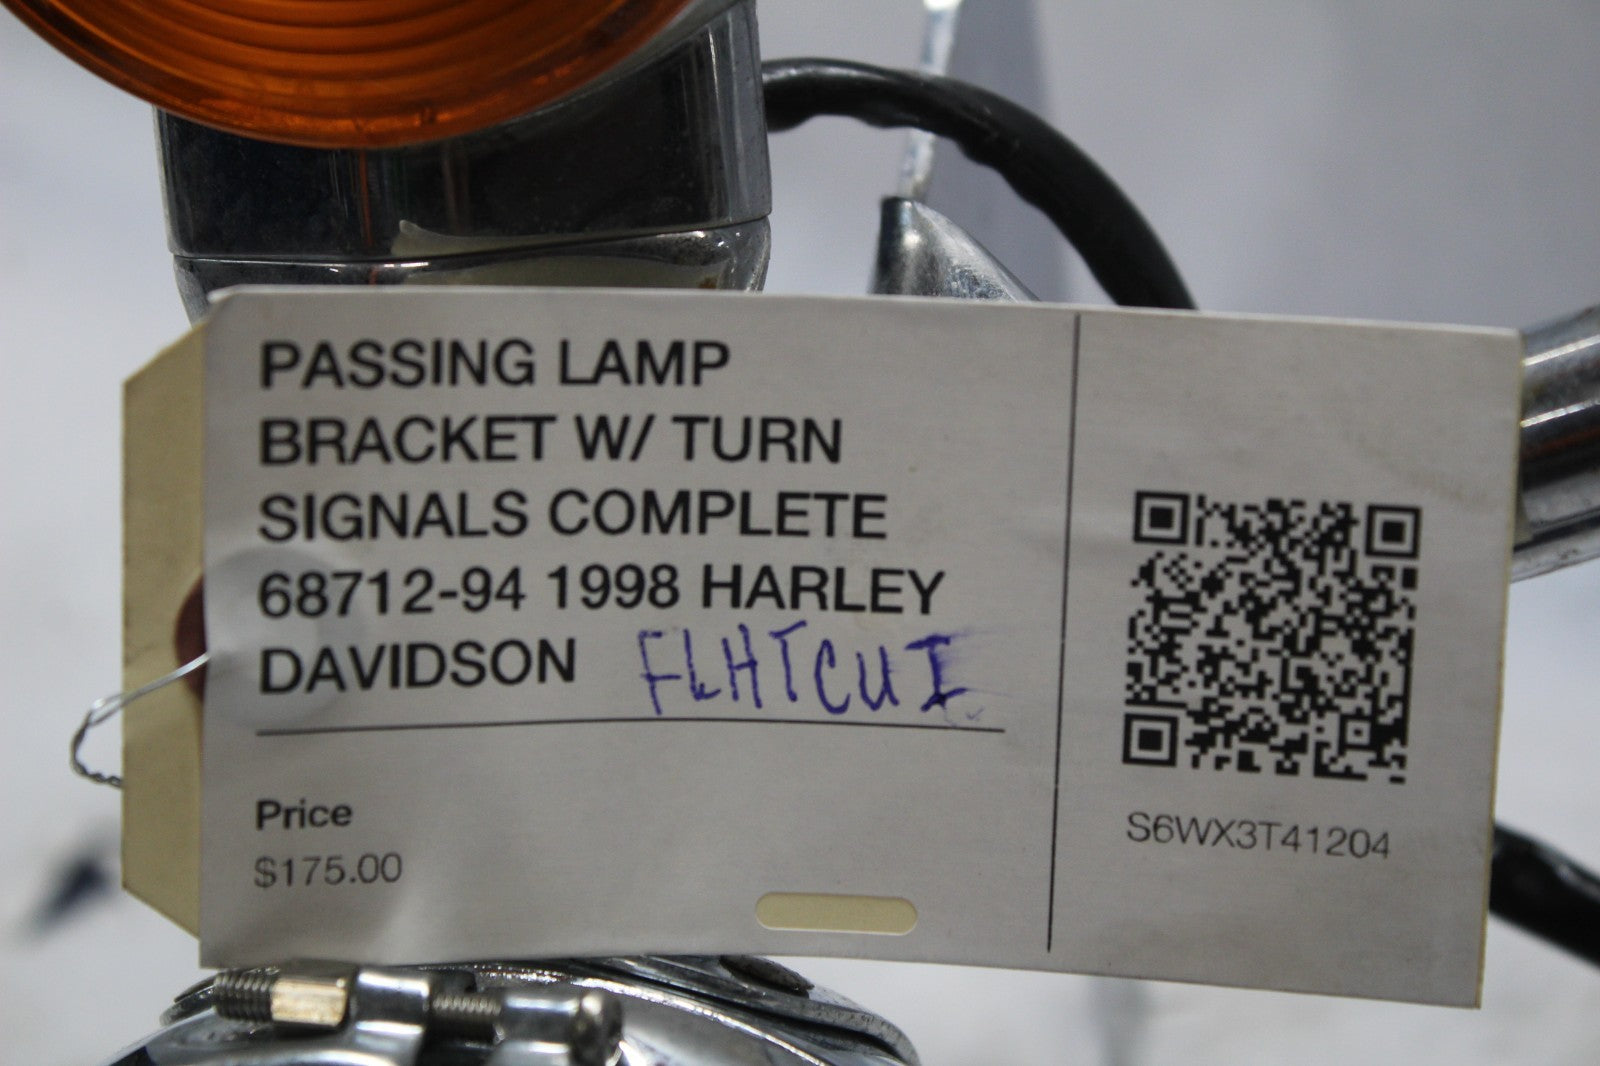 PASSING LAMP
BRACKET W/ TURN
SIGNALS COMPLETE
68712-94 1998 HARLEY
DAVIDSON FLHTCUI
Price
$175.00
S6WX3T41204